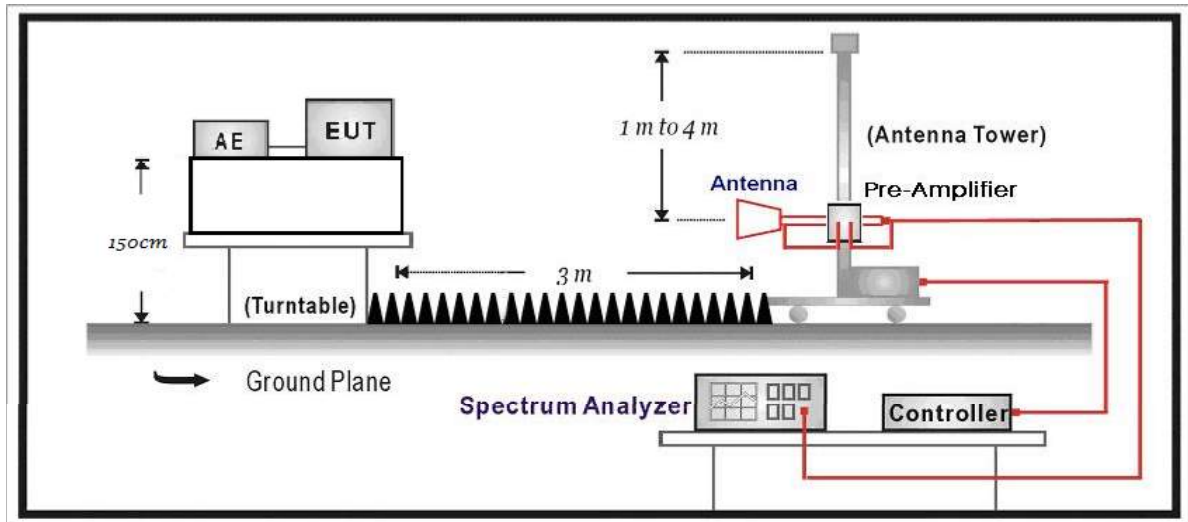 AE
EUT
1 m to 4 m
(Antenna Tower)
Antenna
Pre-Amplifier
150cm
3 m
(Turntable)
Ground Plane
Spectrum Analyzer
Controller